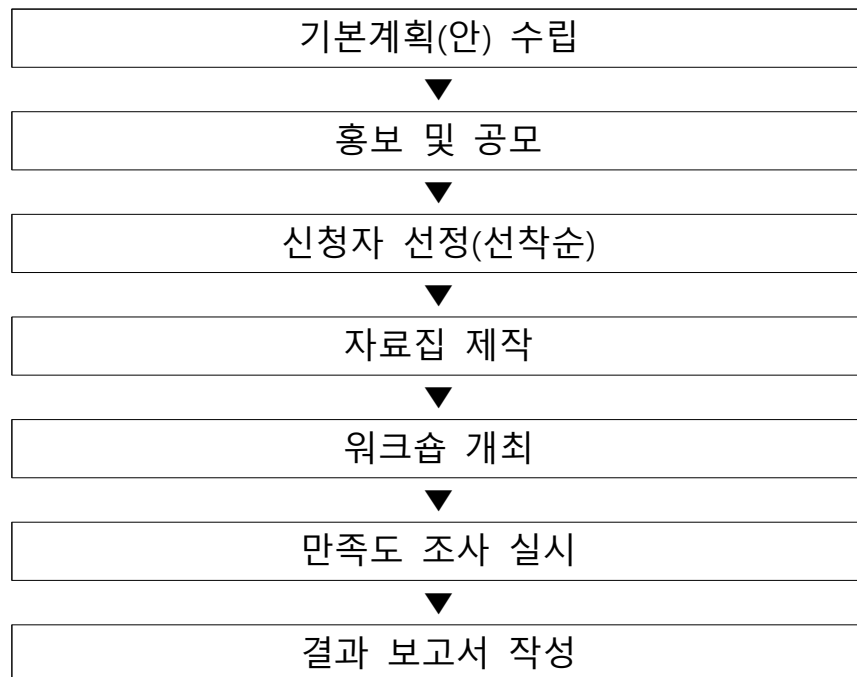 기본계획(안) 수립
▼
홍보 및 공모
▼
신청자 선정(선착순)
▼
자료집 제작
▼
워크숍 개최
▼
만족도 조사 실시
▼
결과 보고서 작성